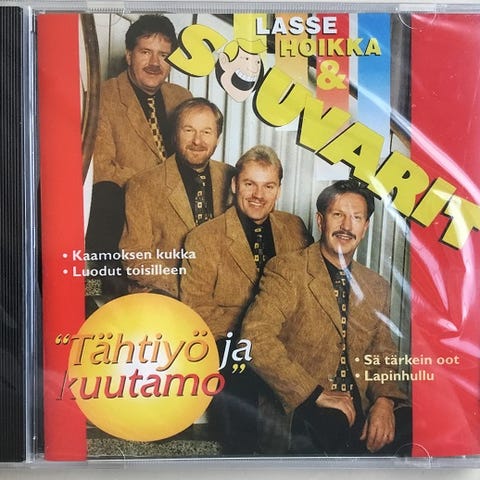 LASSE
HOIKKA
&
SOUVARIT
• Kaamoksen kukka
• Luodut toisilleen
"Tähtiyö ja
kuutamo"
• Sä tärkein oot
• Lapinhullu